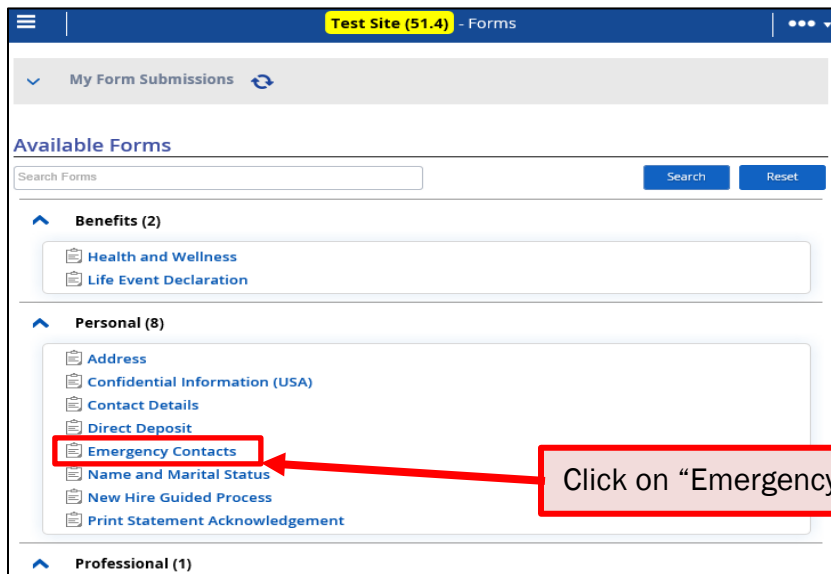 Test Site (51.4) - Forms
My Form Submissions
Available Forms
Search Forms
Search
Reset
Benefits (2)
Health and Wellness
Life Event Declaration
Personal (8)
Address
Confidential Information (USA)
Contact Details
Direct Deposit
Emergency Contacts
Name and Marital Status
New Hire Guided Process
Print Statement Acknowledgement
Click on “Emergency
Professional (1)